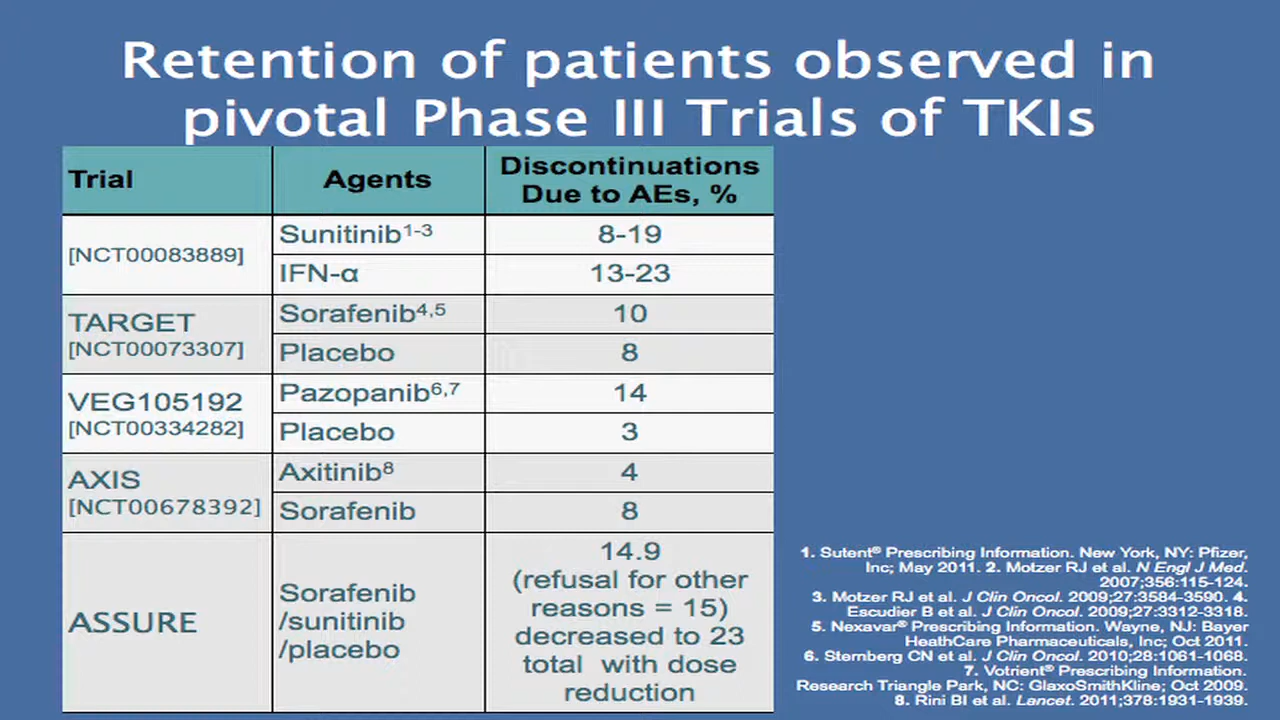 Retention of patients observed in
pivotal Phase III Trials of TKIs
Trial
Agents
Discontinuations
Due to AEs, %
[NCT00083889]
Sunitinib1-3
8-19
IFN-α
13-23
TARGET
[NCT00073307]
Sorafenib4,5
10
Placebo
8
VEG105192
[NCT00334282]
Pazopanib6,7
14
Placebo
3
AXIS
[NCT00678392]
Axitinib8
4
Sorafenib
8
ASSURE
Sorafenib
/sunitinib
/placebo
14.9
(refusal for other
reasons = 15)
decreased to 23
total with dose
reduction
1. Sutent® Prescribing Information. New York, NY: Pfizer,
Inc; May 2011. 2. Motzer RJ et al. N Engl J Med.
2007;356:115-124.
3. Motzer RJ et al. J Clin Oncol. 2009;27:3584-3590. 4.
Escudier B et al. J Clin Oncol. 2009;27:3312-3318.
5. Nexavar® Prescribing Information. Wayne, NJ: Bayer
HeathCare Pharmaceuticals, Inc; Oct 2011.
6. Sternberg CN et al. J Clin Oncol. 2010;28:1061-1068.
7. Votrient® Prescribing Information.
Research Triangle Park, NC: GlaxoSmithKline; Oct 2009.
8. Rini BI et al. Lancet. 2011;378:1931-1939.